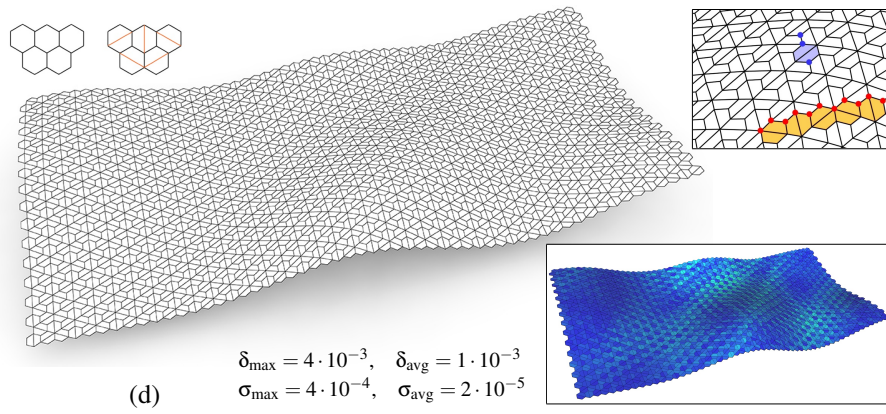 δmax = 4 · 10⁻³, δavg = 1 · 10⁻³
(d) σmax = 4 · 10⁻⁴, σavg = 2 · 10⁻⁵